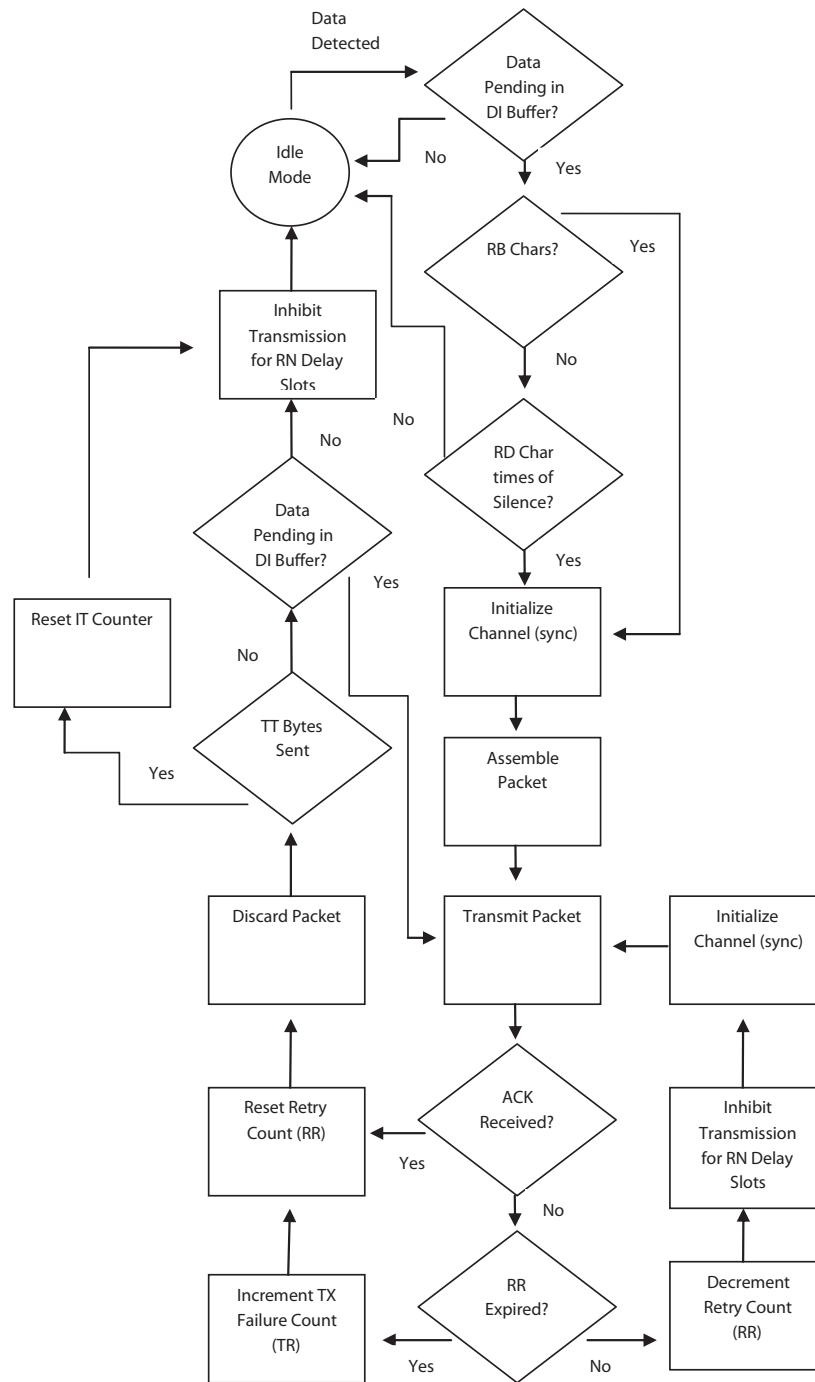 Data
Detected
Data
Pending in
DI Buffer?
Idle
Mode
No
Yes
RB Chars?
Yes
Inhibit
Transmission
for RN Delay
Slots
No
No
No
RD Char
times of
Silence?
Data
Pending in
DI Buffer?
Yes
Yes
Reset IT Counter
Initialize
Channel (sync)
No
TT Bytes
Sent
Yes
Assemble
Packet
Discard Packet
Transmit Packet
Initialize
Channel (sync)
Reset Retry
Count (RR)
ACK
Received?
Yes
Inhibit
Transmission
for RN Delay
Slots
No
Increment TX
Failure Count
(TR)
RR
Expired?
Decrement
Retry Count
(RR)
Yes
No